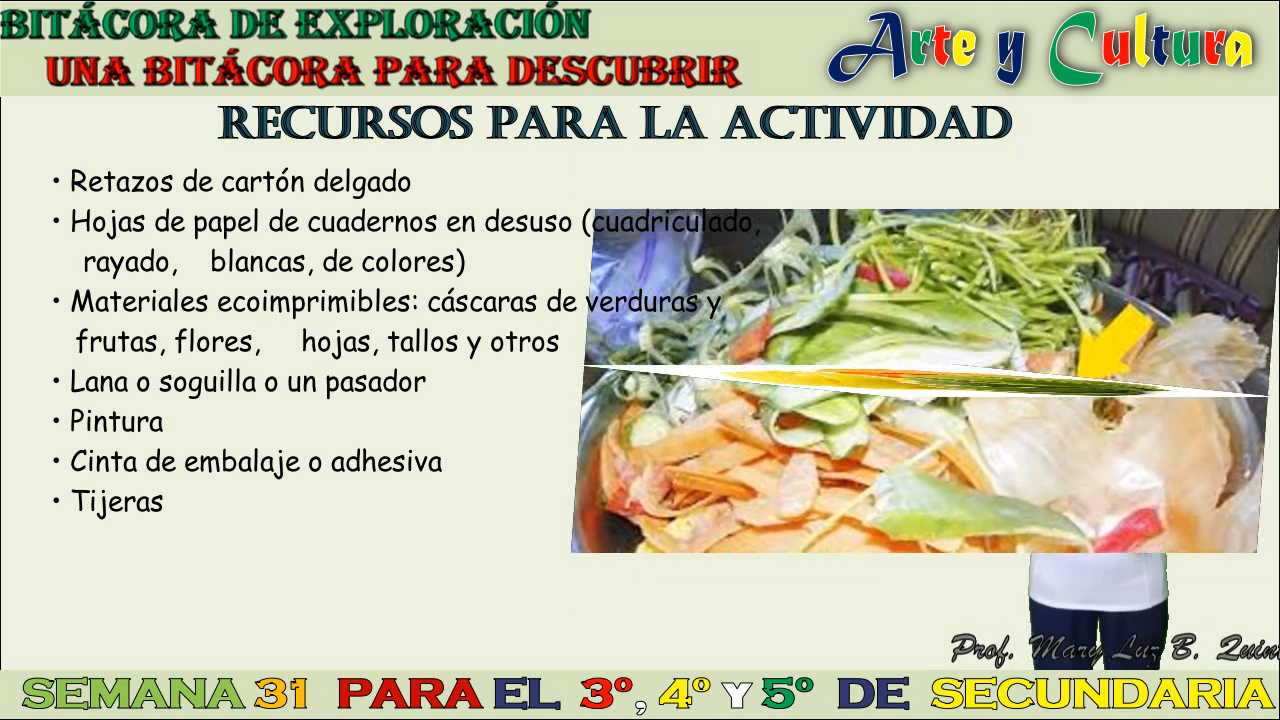 BITÁCORA DE EXPLORACIÓN
UNA BITÁCORA PARA DESCUBRIR
Arte y Cultura
RECURSOS PARA LA ACTIVIDAD
• Retazos de cartón delgado
• Hojas de papel de cuadernos en desuso (cuadriculado,
rayado, blancas, de colores)
• Materiales ecoimprimibles: cáscaras de verduras y
frutas, flores, hojas, tallos y otros
• Lana o soguilla o un pasador
• Pintura
• Cinta de embalaje o adhesiva
• Tijeras
Prof. Mary Luz B.
SEMANA 31 PARA EL 3º, 4º Y 5º DE SECUNDARIA